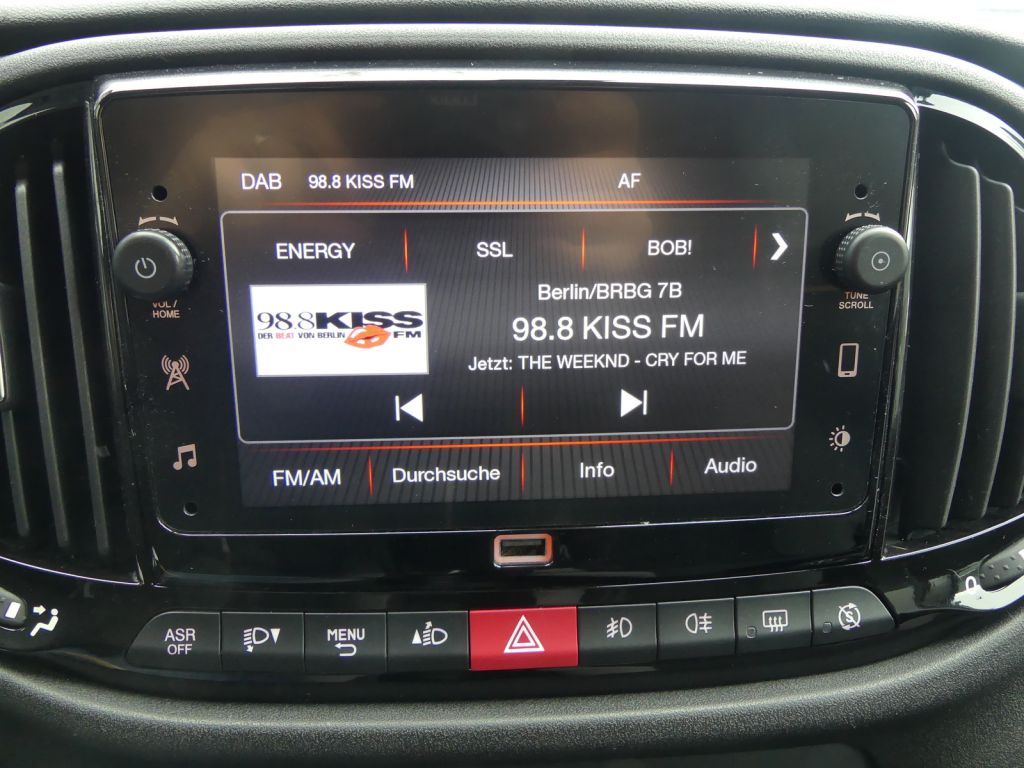 DAB 98.8 KISS FM AF
ENERGY SSL BOB!
Berlin/BRBG 7B
98.8 KISS FM
DER BEAT VON BERLIN
98.8 KISS FM
Jetzt: THE WEEKND - CRY FOR ME
FM/AM Durchsuche Info Audio
VOL /
HOME
TUNE
SCROLL
ASR
OFF
MENU